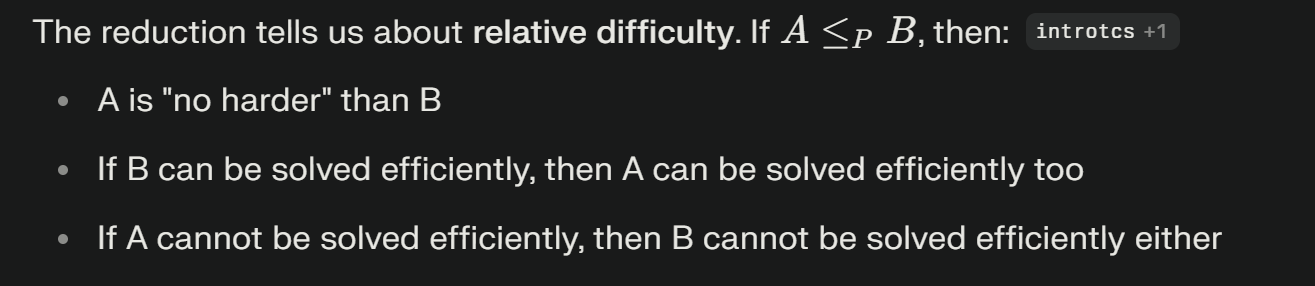 The reduction tells us about relative difficulty. If A ≤P B, then: introtcs +1
• A is "no harder" than B
• If B can be solved efficiently, then A can be solved efficiently too
• If A cannot be solved efficiently, then B cannot be solved efficiently either